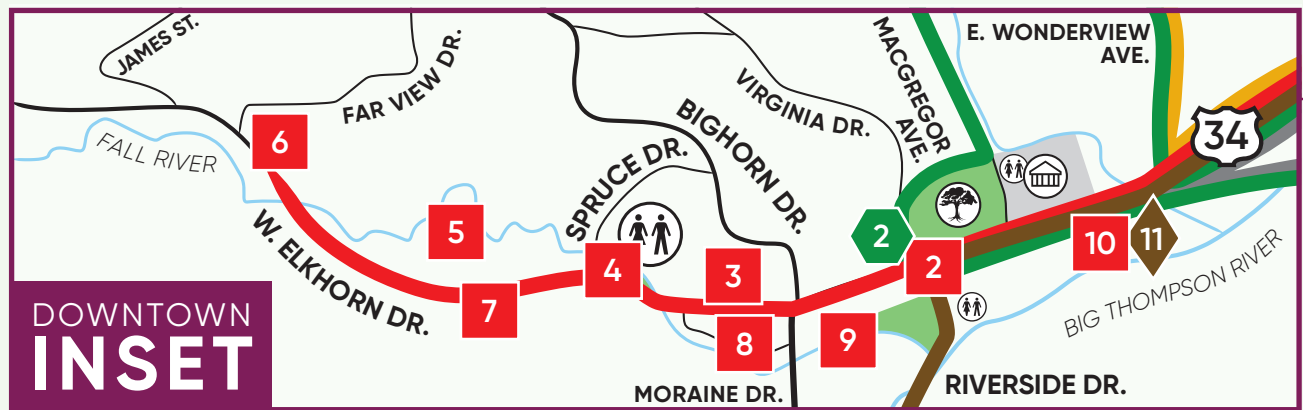 JAMES ST.
FAR VIEW DR.
FALL RIVER
6
W. ELKHORN DR.
5
7
SPRUCE DR.
4
BIGHORN DR.
3
8
VIRGINIA DR.
MACGREGOR
AVE.
E. WONDERVIEW
AVE.
34
2
2
9
10
11
BIG THOMPSON RIVER
MORAINE DR.
RIVERSIDE DR.
DOWNTOWN
INSET